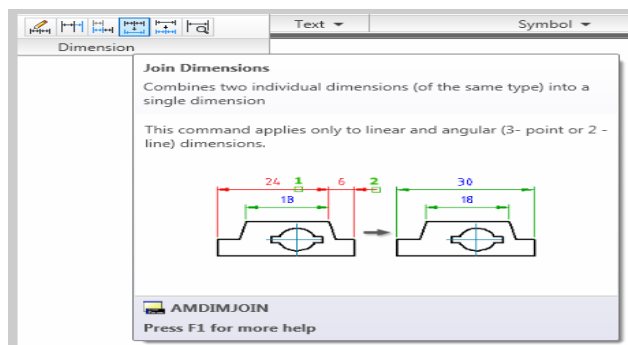 Text
Symbol
Dimension
Join Dimensions
Combines two individual dimensions (of the same type) into a
single dimension
This command applies only to linear and angular (3- point or 2 -
line) dimensions.
24 1 6 2 30
18 18
AMDIMJOIN
Press F1 for more help